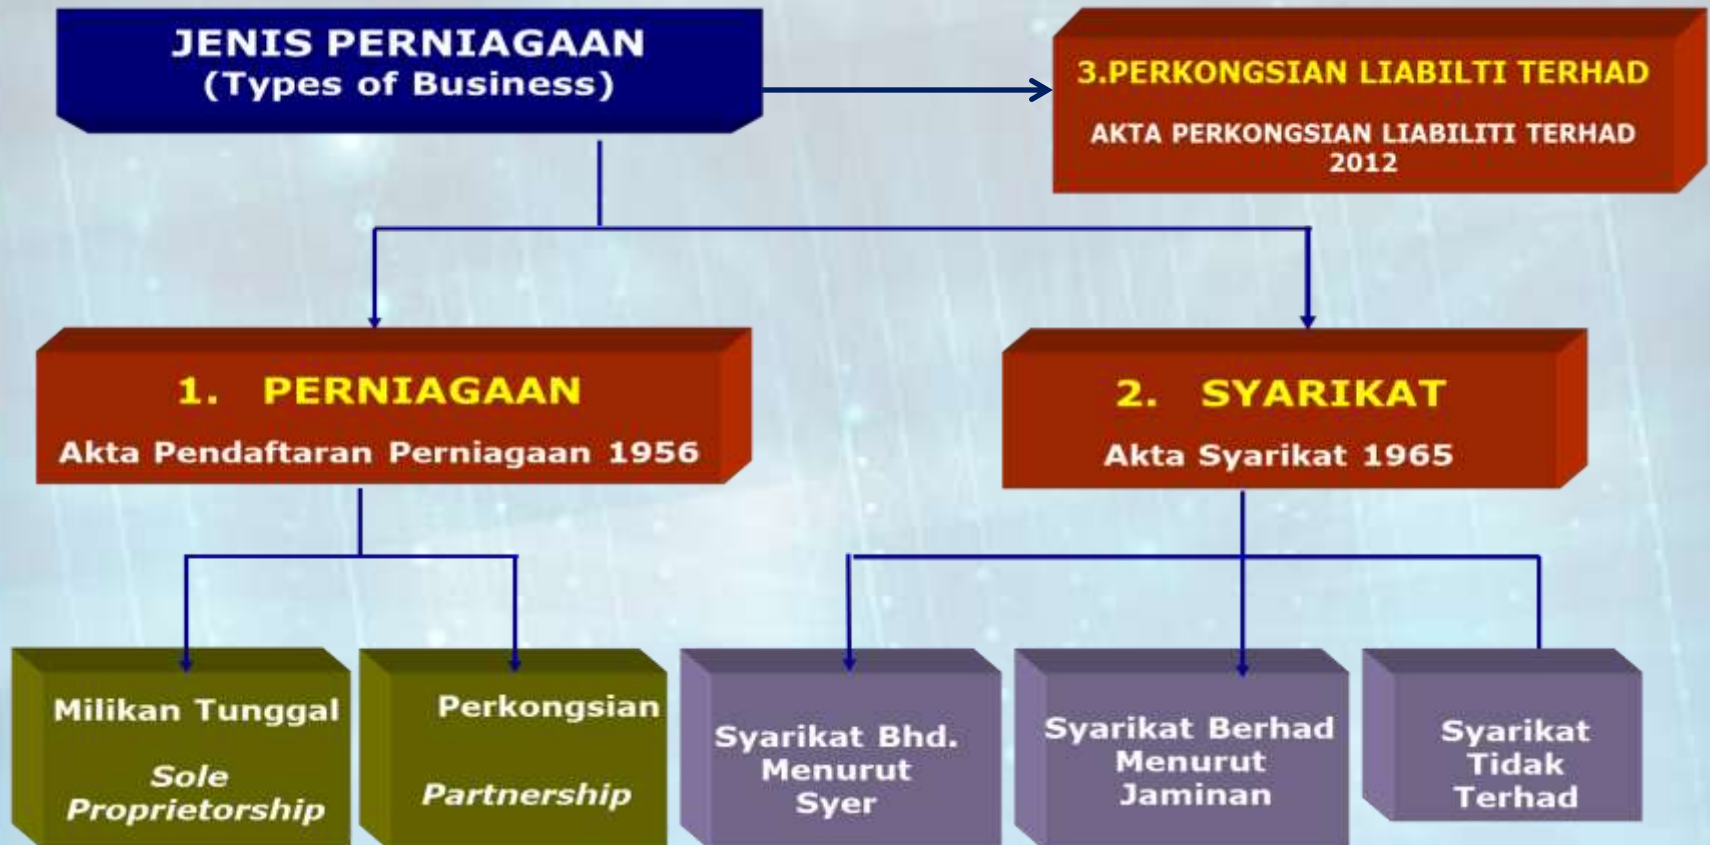 JENIS PERNIAGAAN
(Types of Business)
3.PERKONGSIAN LIABILTI TERHAD
AKTA PERKONGSIAN LIABILITI TERHAD
2012
1. PERNIAGAAN
Akta Pendaftaran Perniagaan 1956
2. SYARIKAT
Akta Syarikat 1965
Milikan Tunggal
Sole
Proprietorship
Perkongsian
Partnership
Syarikat Bhd.
Menurut
Syer
Syarikat Berhad
Menurut
Jaminan
Syarikat
Tidak
Terhad